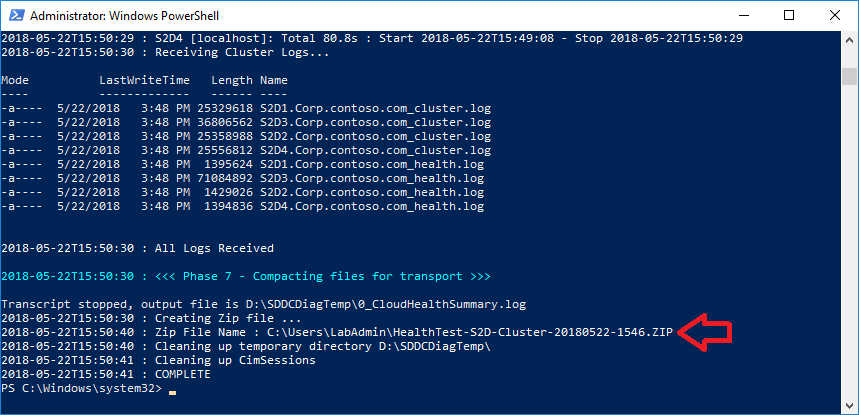 Administrator: Windows PowerShell
2018-05-22T15:50:29 : S2D4 [localhost]: Total 80.8s : Start 2018-05-22T15:49:08 - Stop 2018-05-22T15:50:29
2018-05-22T15:50:30 : Receiving Cluster Logs...
Mode LastWriteTime Length Name
---- ------------- ------ ----
-a---- 5/22/2018 3:48 PM 25329618 S2D1.Corp.contoso.com_cluster.log
-a---- 5/22/2018 3:48 PM 36806562 S2D3.Corp.contoso.com_cluster.log
-a---- 5/22/2018 3:48 PM 25358988 S2D2.Corp.contoso.com_cluster.log
-a---- 5/22/2018 3:48 PM 25556812 S2D4.Corp.contoso.com_cluster.log
-a---- 5/22/2018 3:48 PM 1395624 S2D1.Corp.contoso.com_health.log
-a---- 5/22/2018 3:48 PM 71084892 S2D3.Corp.contoso.com_health.log
-a---- 5/22/2018 3:48 PM 1429026 S2D2.Corp.contoso.com_health.log
-a---- 5/22/2018 3:48 PM 1394836 S2D4.Corp.contoso.com_health.log
2018-05-22T15:50:30 : All Logs Received
2018-05-22T15:50:30 : <<< Phase 7 - Compacting files for transport >>>
Transcript stopped, output file is D:\SDDCDiagTemp\0_CloudHealthSummary.log
2018-05-22T15:50:30 : Creating Zip file ...
2018-05-22T15:50:40 : Zip File Name : C:\Users\LabAdmin\HealthTest-S2D-Cluster-20180522-1546.ZIP
2018-05-22T15:50:40 : Cleaning up temporary directory D:\SDDCDiagTemp\
2018-05-22T15:50:41 : Cleaning up CimSessions
2018-05-22T15:50:41 : COMPLETE
PS C:\Windows\system32> _